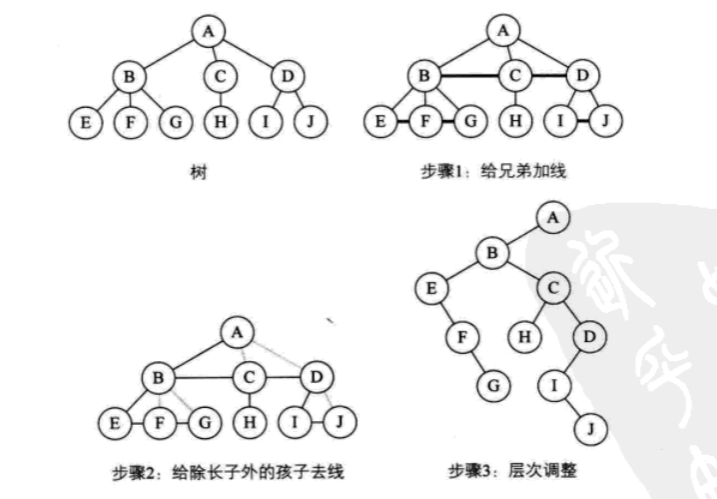 A
B C D
E F G H I J
树
A
B C D
E F G H I J
步骤1：给兄弟加线
A
B C D
E F G H I J
步骤2：给除长子外的孩子去线
A
B
E C
F H D
G I
J
步骤3：层次调整